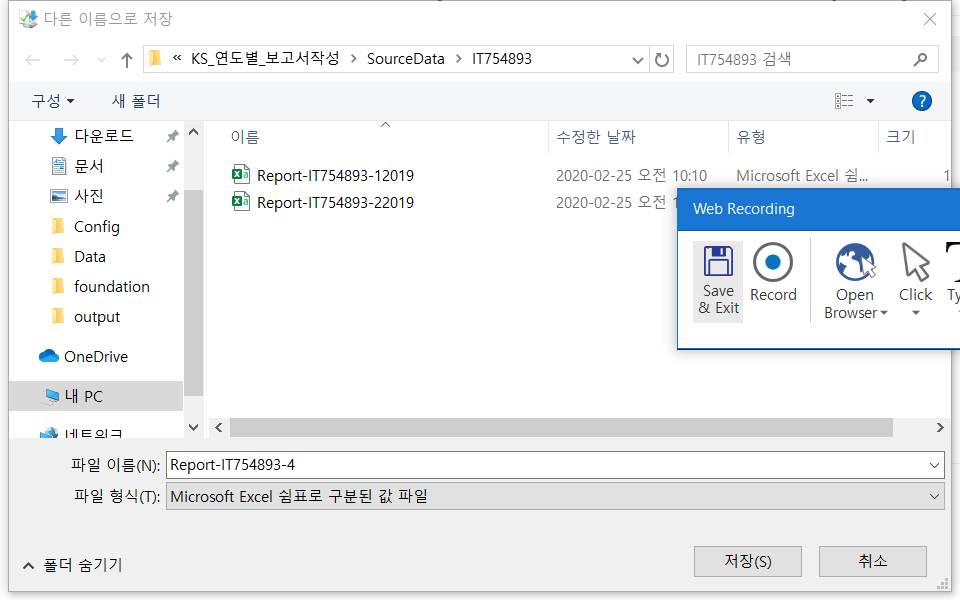 다른 이름으로 저장
« KS_연도별_보고서작성 > SourceData > IT754893
IT754893 검색
구성 새 폴더
이름 수정한 날짜 유형 크기
다운로드
문서
사진
Config
Data
foundation
output
OneDrive
내 PC
네트워크
Report-IT754893-12019 2020-02-25 오전 10:10 Microsoft Excel 쉼... 1
Report-IT754893-22019 2020-02-25 오전
Web Recording
Save & Exit
Record
Open Browser
Click
파일 이름(N): Report-IT754893-4
파일 형식(T): Microsoft Excel 쉼표로 구분된 값 파일
폴더 숨기기
저장(S) 취소